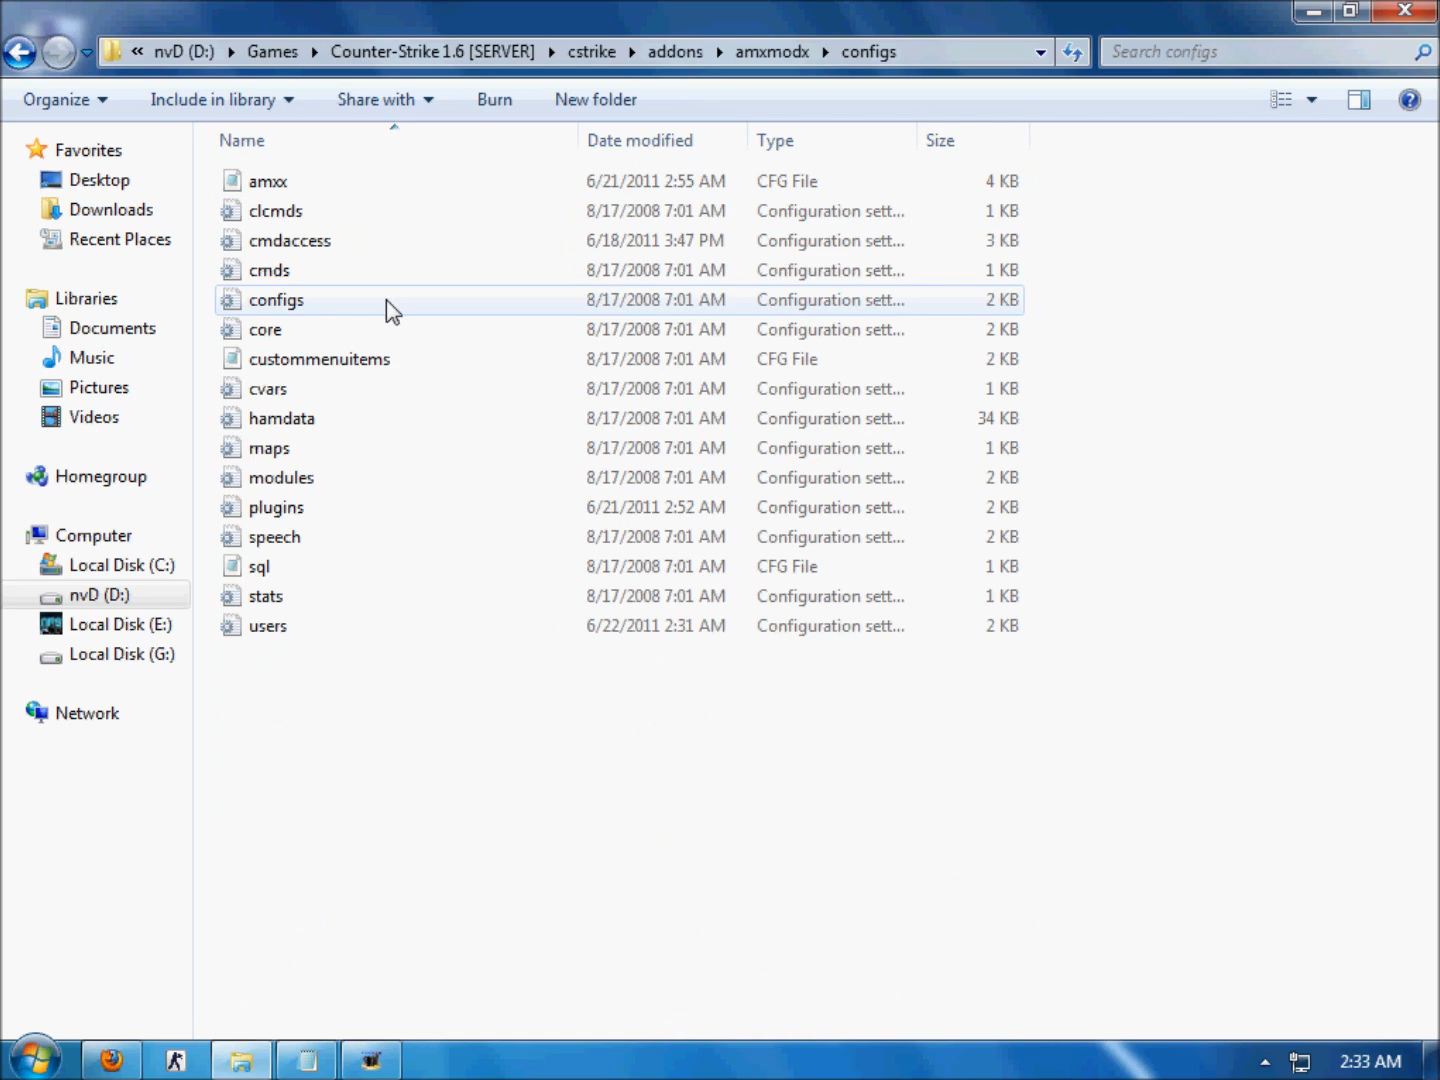 « nvD (D:) Games Counter-Strike 1.6 [SERVER] cstrike addons amxmodx configs Search configs
Organize Include in library Share with Burn New folder
Name Date modified Type Size
Favorites
Desktop
Downloads
Recent Places
Libraries
Documents
Music
Pictures
Videos
Homegroup
Computer
Local Disk (C:)
nvD (D:)
Local Disk (E:)
Local Disk (G:)
Network
amxx 6/21/2011 2:55 AM CFG File 4 KB
clcmds 8/17/2008 7:01 AM Configuration sett... 1 KB
cmdaccess 6/18/2011 3:47 PM Configuration sett... 3 KB
cmds 8/17/2008 7:01 AM Configuration sett... 1 KB
configs 8/17/2008 7:01 AM Configuration sett... 2 KB
core 8/17/2008 7:01 AM Configuration sett... 2 KB
custommenuitems 8/17/2008 7:01 AM CFG File 2 KB
cvars 8/17/2008 7:01 AM Configuration sett... 1 KB
hamdata 8/17/2008 7:01 AM Configuration sett... 34 KB
maps 8/17/2008 7:01 AM Configuration sett... 1 KB
modules 8/17/2008 7:01 AM Configuration sett... 2 KB
plugins 6/21/2011 2:52 AM Configuration sett... 2 KB
speech 8/17/2008 7:01 AM Configuration sett... 2 KB
sql 8/17/2008 7:01 AM CFG File 1 KB
stats 8/17/2008 7:01 AM Configuration sett... 1 KB
users 6/22/2011 2:31 AM Configuration sett... 2 KB
2:33 AM